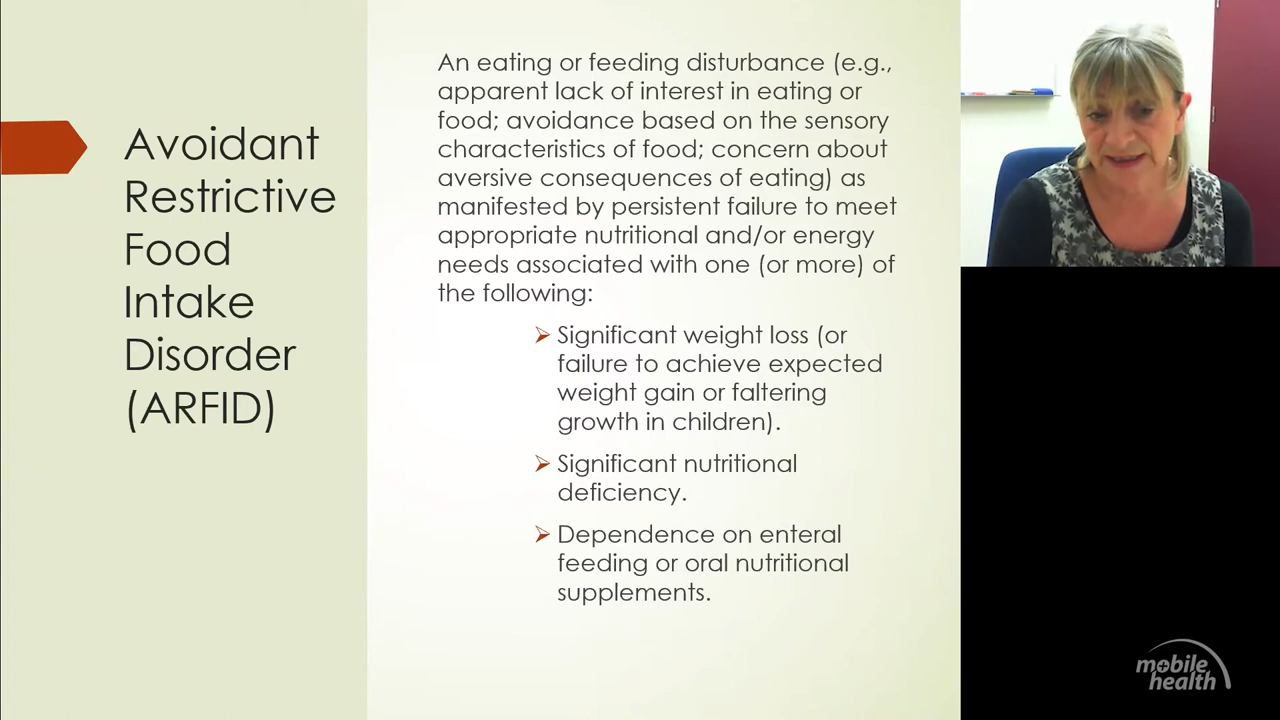 Avoidant
Restrictive
Food
Intake
Disorder
(ARFID)
An eating or feeding disturbance (e.g.,
apparent lack of interest in eating or
food; avoidance based on the sensory
characteristics of food; concern about
aversive consequences of eating) as
manifested by persistent failure to meet
appropriate nutritional and/or energy
needs associated with one (or more) of
the following:
Significant weight loss (or
failure to achieve expected
weight gain or faltering
growth in children).
Significant nutritional
deficiency.
Dependence on enteral
feeding or oral nutritional
supplements.
mobile
health